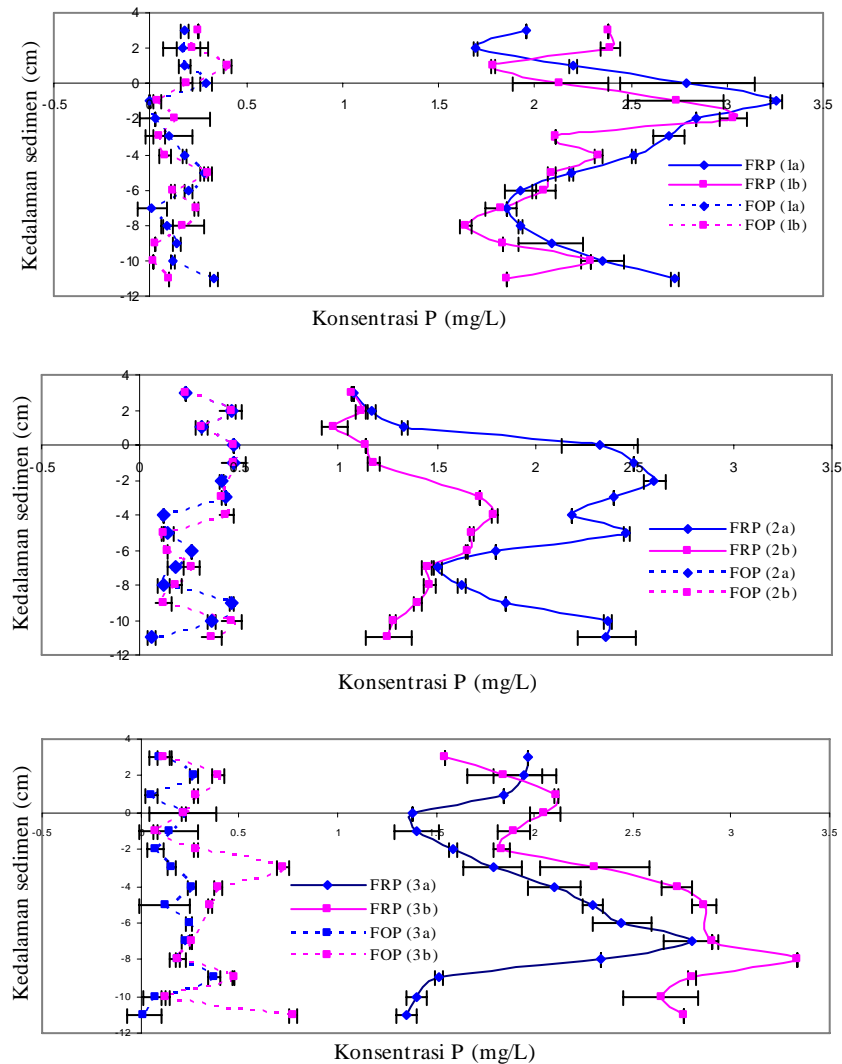 4
2
0
-0.5 0 0.5 1 1.5 2 2.5 3 3.5
-2
-4
-6
-8
-10
-12
Kedalaman sedimen (cm)
FRP (1a)
FRP (1b)
FOP (1a)
FOP (1b)
Konsentrasi P (mg/L)
4
2
0
-0.5 0 0.5 1 1.5 2 2.5 3 3.5
-2
-4
-6
-8
-10
-12
Kedalaman sedimen (cm)
FRP (2a)
FRP (2b)
FOP (2a)
FOP (2b)
Konsentrasi P (mg/L)
4
2
0
-0.5 0 0.5 1 1.5 2 2.5 3 3.5
-2
-4
-6
-8
-10
-12
Kedalaman sedimen (cm)
FRP (3a)
FRP (3b)
FOP (3a)
FOP (3b)
Konsentrasi P (mg/L)